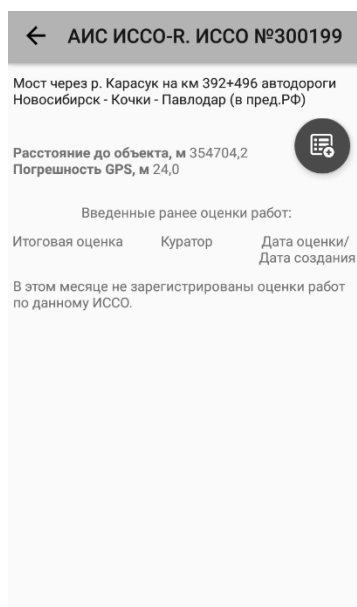 АИС ИССО-R. ИССО №300199
Мост через р. Карасук на км 392+496 автодороги
Новосибирск - Кочки - Павлодар (в пред.РФ)
Расстояние до объекта, м 354704,2
Погрешность GPS, м 24,0
Введенные ранее оценки работ:
Итоговая оценка Куратор Дата оценки/
Дата создания
В этом месяце не зарегистрированы оценки работ
по данному ИССО.